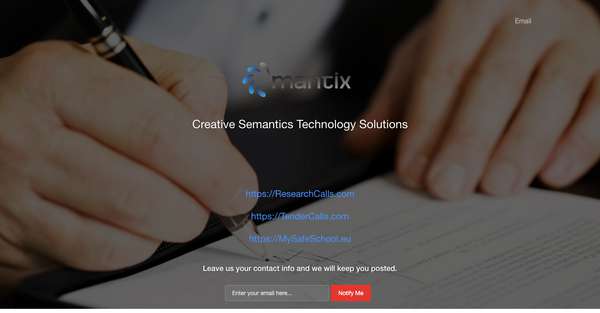 Email
mantix
Creative Semantics Technology Solutions
https://ResearchCalls.com
https://TenderCalls.com
https://MySafeSchool.eu
Leave us your contact info and we will keep you posted.
Enter your email here...
Notify Me